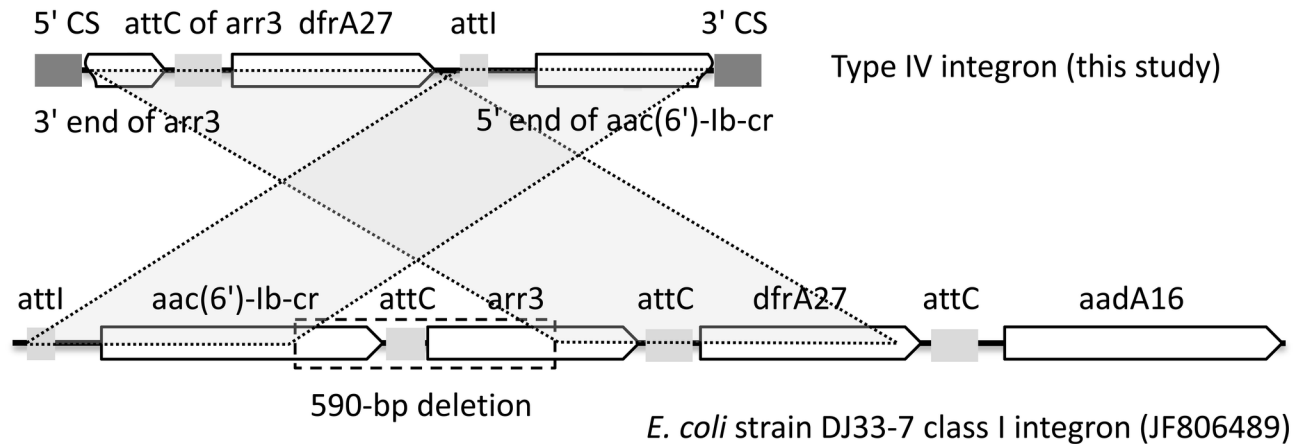 5' CS attC of arr3 dfrA27 attI 3' CS
Type IV integron (this study)
3' end of arr3 5' end of aac(6')-Ib-cr
attI aac(6')-Ib-cr attC arr3 attC dfrA27 attC aadA16
590-bp deletion
E. coli strain DJ33-7 class I integron (JF806489)